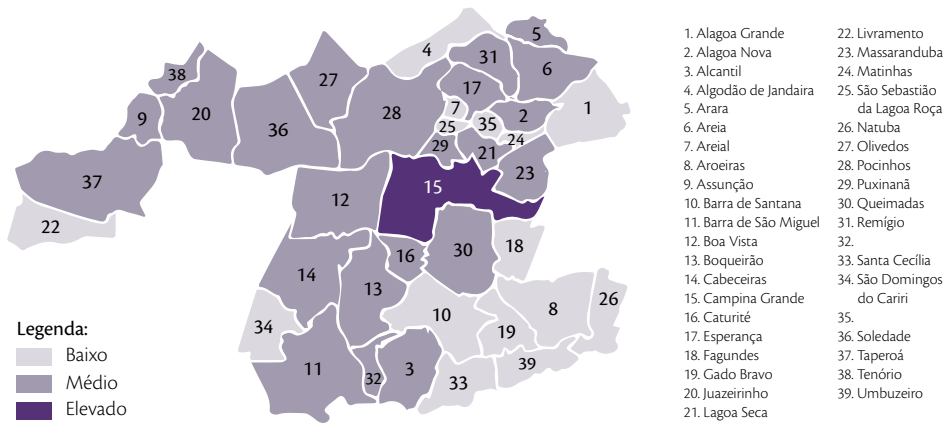 5
4
31
6
38
27
17
1
7
2
9
20
28
25
35
36
24
29
21
23
37
15
12
22
18
30
16
14
13
26
10
8
34
19
11
39
32
3
33
Legenda:
Baixo
Médio
Elevado
1. Alagoa Grande
2. Alagoa Nova
3. Alcantil
4. Algodão de Jandaira
5. Arara
6. Areia
7. Areial
8. Aroeiras
9. Assunção
10. Barra de Santana
11. Barra de São Miguel
12. Boa Vista
13. Boqueirão
14. Cabeceiras
15. Campina Grande
16. Caturité
17. Esperança
18. Fagundes
19. Gado Bravo
20. Juazeirinho
21. Lagoa Seca
22. Livramento
23. Massaranduba
24. Matinhas
25. São Sebastião
da Lagoa Roça
26. Natuba
27. Olivedos
28. Pocinhos
29. Puxinanã
30. Queimadas
31. Remígio
32.
33. Santa Cecília
34. São Domingos
do Cariri
35.
36. Soledade
37. Taperoá
38. Tenório
39. Umbuzeiro